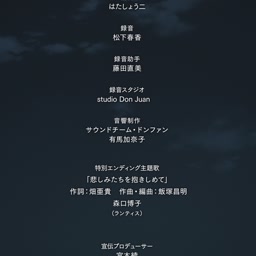 はたしょう二
録音
松下春香
録音助手
藤田直美
録音スタジオ
studio Don Juan
音響制作
サウンドチーム・ドンファン
有馬加奈子
特別エンディング主題歌
「悲しみたちを抱きしめて」
作詞：畑亜貴　作曲・編曲：飯塚昌明
森口博子
（ランティス）
宣伝プロデューサー